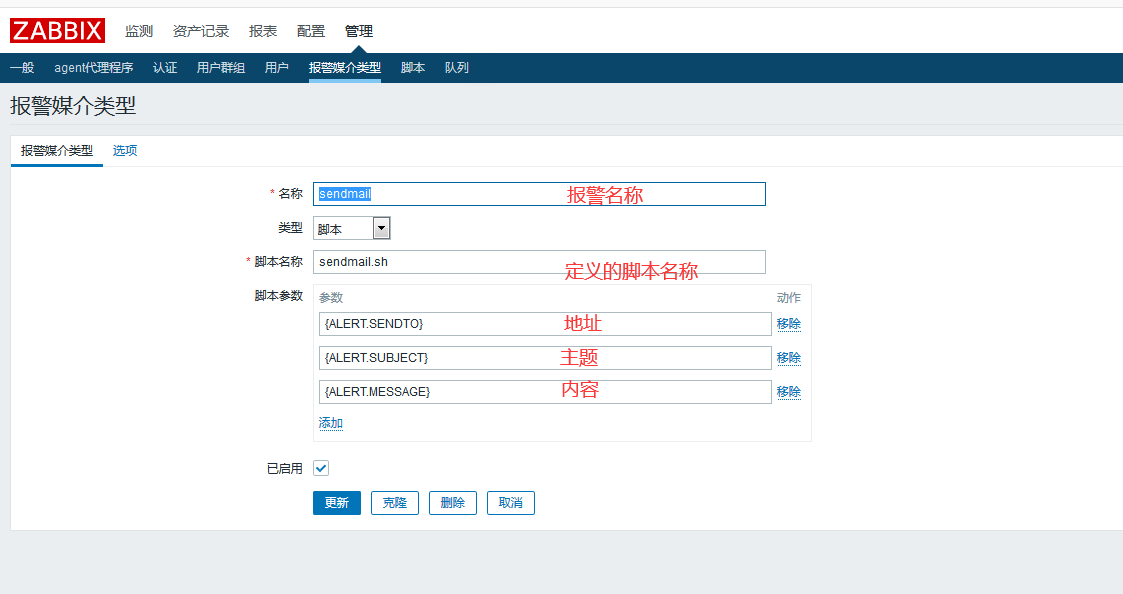 ZABBIX 监测 资产记录 报表 配置 管理
一般 agent代理程序 认证 用户群组 用户 报警媒介类型 脚本 队列
报警媒介类型
报警媒介类型 选项
* 名称 sendmail 报警名称
类型 脚本
* 脚本名称 sendmail.sh 定义的脚本名称
脚本参数 参数 动作
{ALERT.SENDTO} 地址 移除
{ALERT.SUBJECT} 主题 移除
{ALERT.MESSAGE} 内容 移除
添加
已启用
更新 克隆 删除 取消